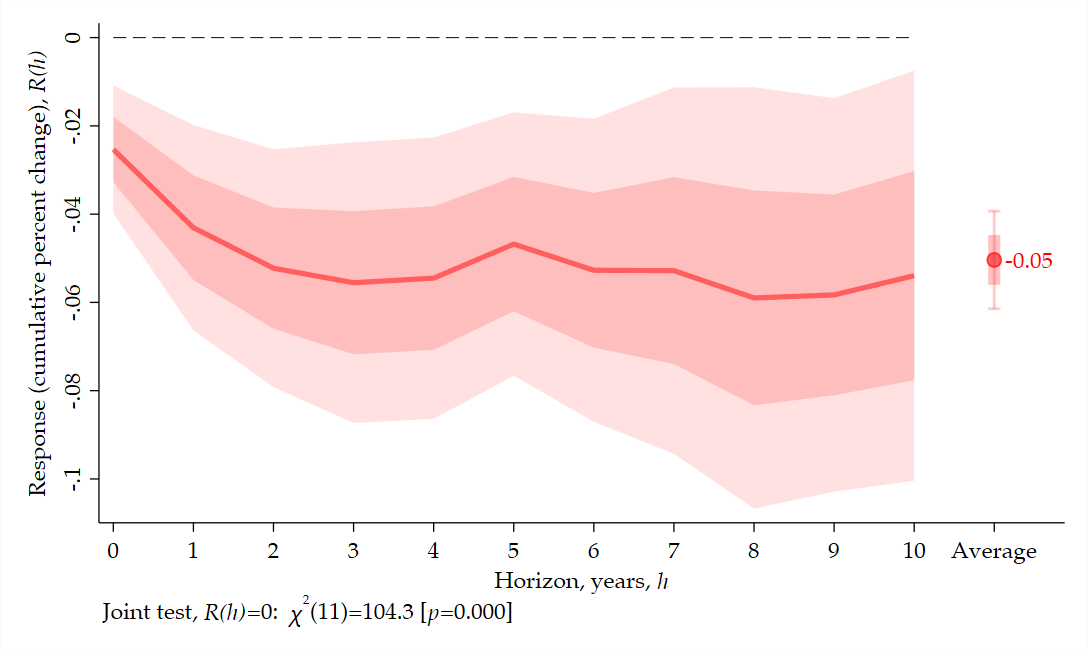 Response (cumulative percent change), R(h)
0
-.02
-.04
-.06
-.08
-.1
-0.05
0 1 2 3 4 5 6 7 8 9 10 Average
Horizon, years, h
Joint test, R(h)=0: χ²(11)=104.3 [p=0.000]